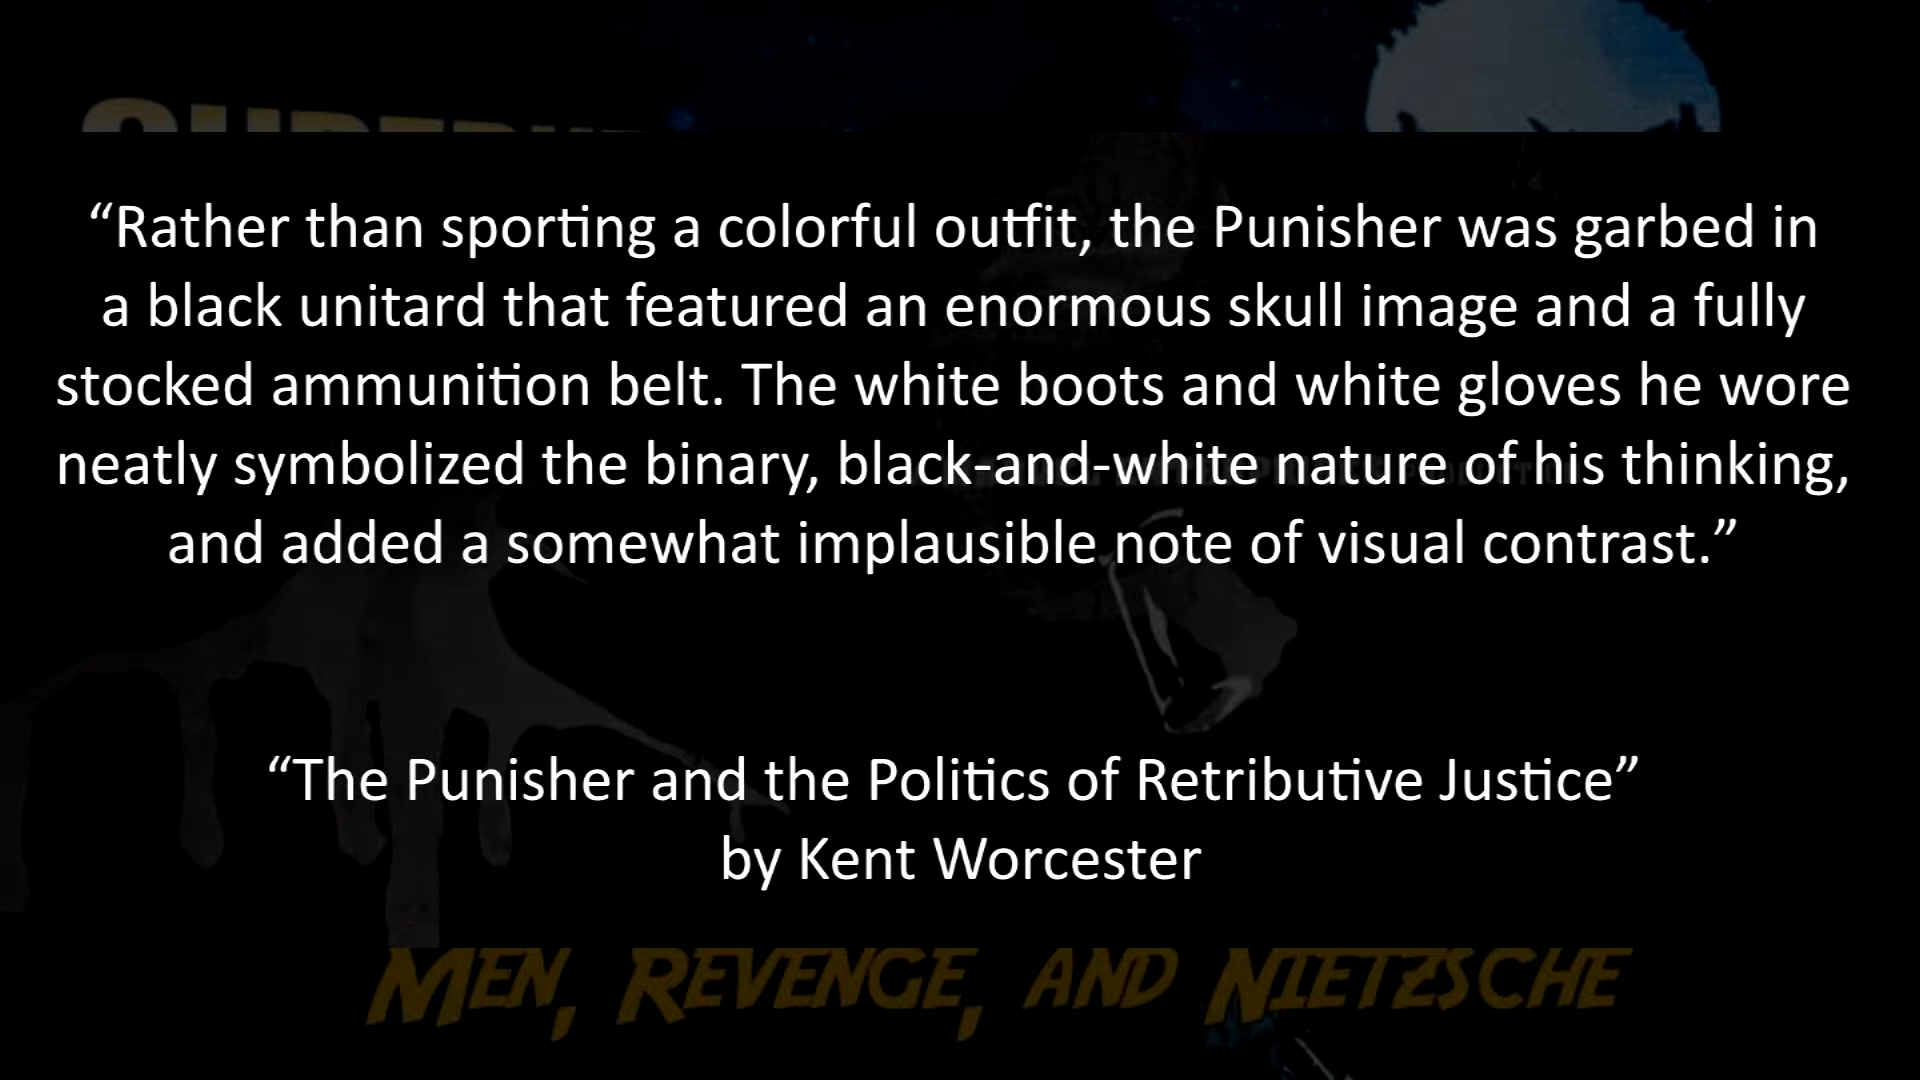 “Rather than sporting a colorful outfit, the Punisher was garbed in
a black unitard that featured an enormous skull image and a fully
stocked ammunition belt. The white boots and white gloves he wore
neatly symbolized the binary, black-and-white nature of his thinking,
and added a somewhat implausible note of visual contrast.”
“The Punisher and the Politics of Retributive Justice”
by Kent Worcester
MEN, REVENGE, AND NIETZSCHE